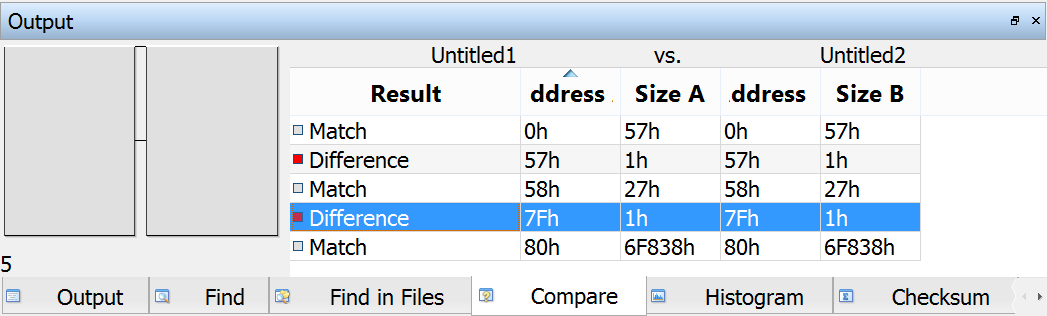 Output
Untitled1 vs. Untitled2
Result ddress Size A ddress Size B
Match 0h 57h 0h 57h
Difference 57h 1h 57h 1h
Match 58h 27h 58h 27h
Difference 7Fh 1h 7Fh 1h
Match 80h 6F838h 80h 6F838h
5
Output Find Find in Files Compare Histogram Checksum